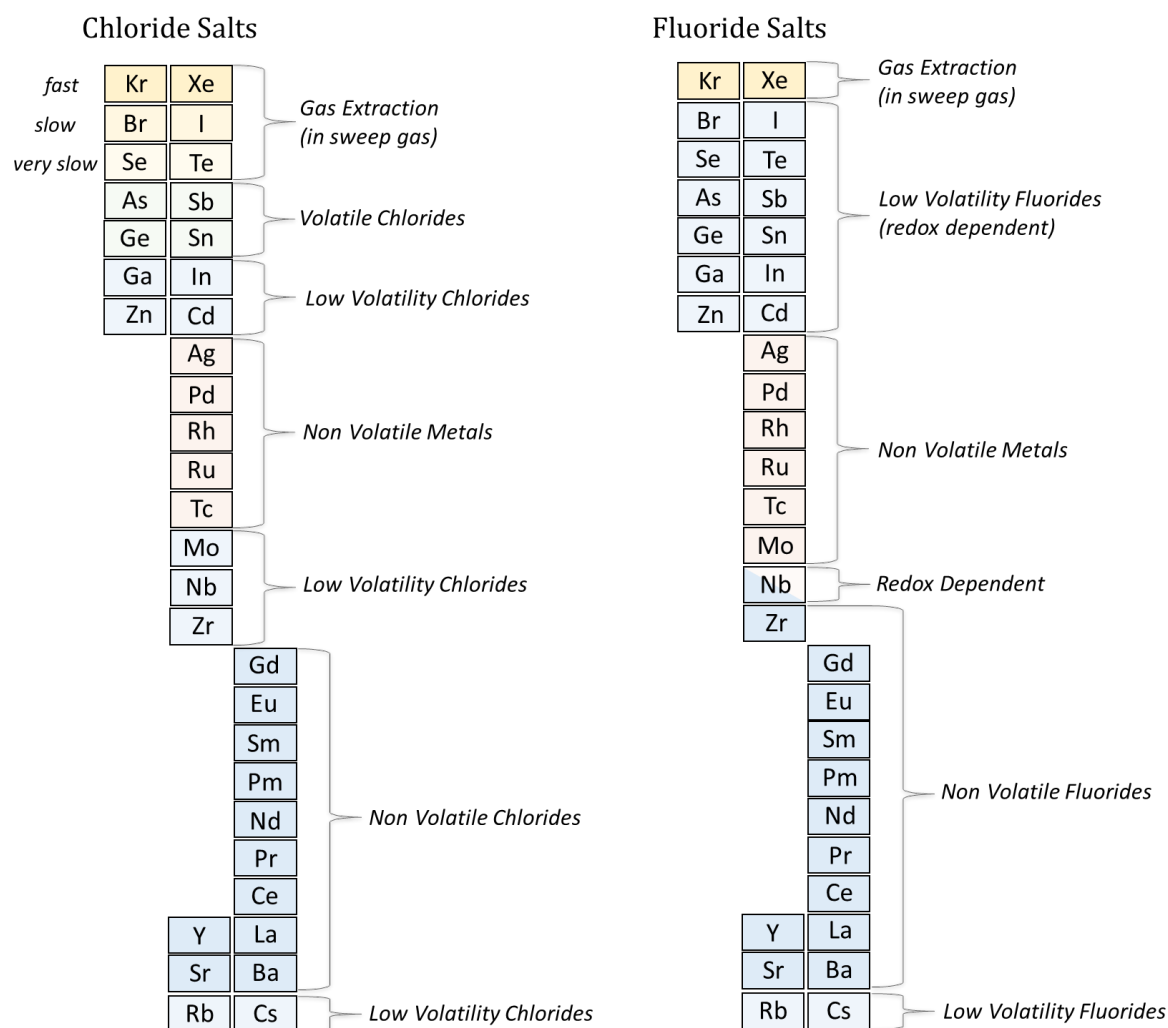 Chloride Salts
fast Kr Xe
slow Br I
very slow Se Te
Gas Extraction
(in sweep gas)
As Sb
Ge Sn
Volatile Chlorides
Ga In
Zn Cd
Low Volatility Chlorides
Ag
Pd
Rh
Ru
Tc
Non Volatile Metals
Mo
Nb
Zr
Low Volatility Chlorides
Gd
Eu
Sm
Pm
Nd
Pr
Ce
Y La
Sr Ba
Non Volatile Chlorides
Rb Cs
Low Volatility Chlorides
Fluoride Salts
Kr Xe
Gas Extraction
(in sweep gas)
Br I
Se Te
As Sb
Ge Sn
Ga In
Zn Cd
Low Volatility Fluorides
(redox dependent)
Ag
Pd
Rh
Ru
Tc
Mo
Non Volatile Metals
Nb
Redox Dependent
Zr
Gd
Eu
Sm
Pm
Nd
Pr
Ce
Y La
Sr Ba
Non Volatile Fluorides
Rb Cs
Low Volatility Fluorides